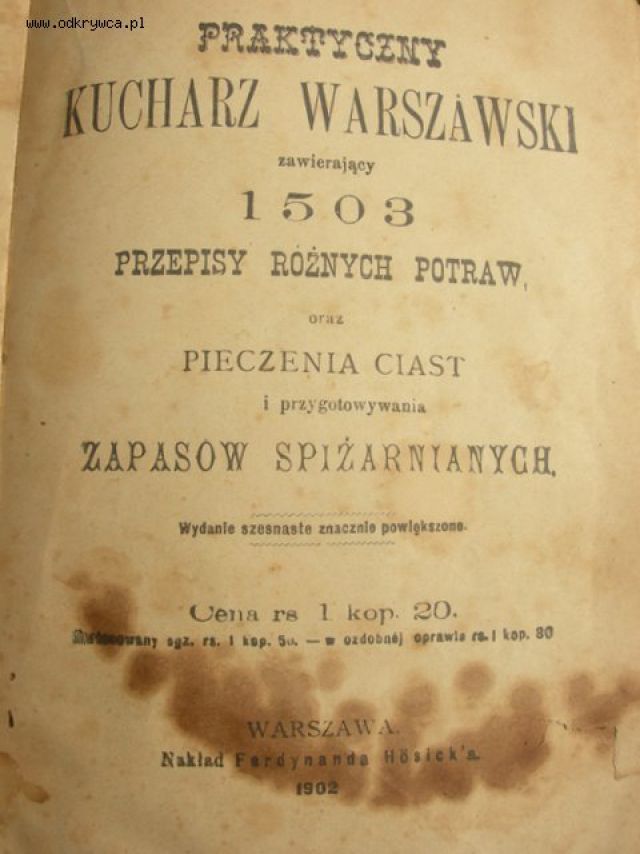 www.odkrywca.pl
PRAKTYCZNY
KUCHARZ WARSZAWSKI
zawierający
1503
PRZEPISY RÓŻNYCH POTRAW,
oraz
PIECZENIA CIAST
i przygotowywania
ZAPASÓW SPIŻARNIANYCH.
Wydanie szesnaste znacznie powiększone.
Cena rs 1 kop. 20.
egz. rs. 1 kop. 50. — w ozdobnéj oprawie rs. 1 kop. 80
WARSZAWA.
Nakład Ferdynanda Hösick'a.
1902